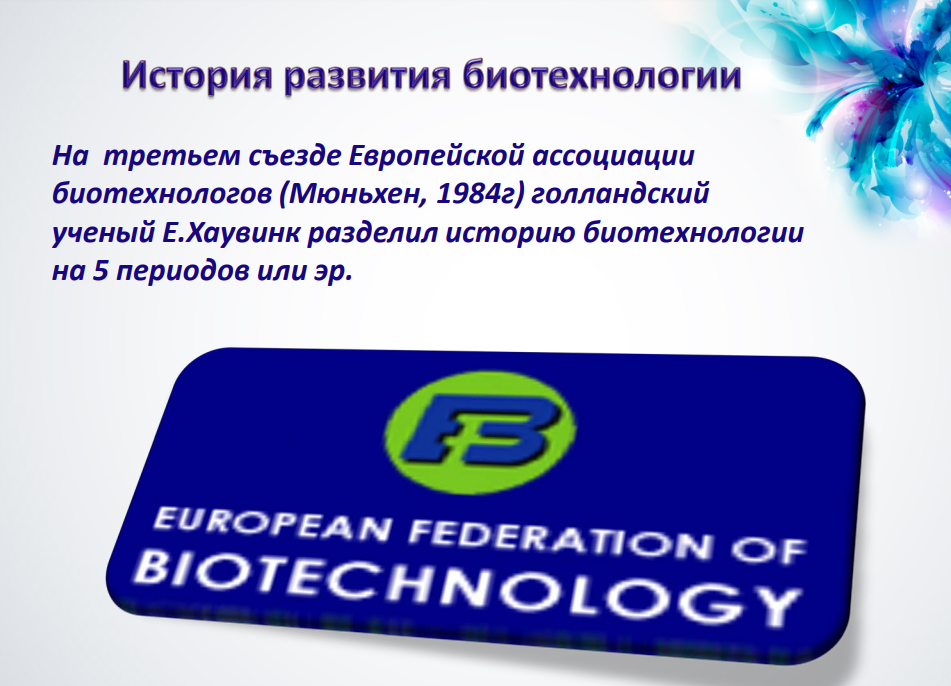 История развития биотехнологии
На третьем съезде Европейской ассоциации
биотехнологов (Мюньхен, 1984г) голландский
ученый Е.Хаувинк разделил историю биотехнологии
на 5 периодов или эр.
EUROPEAN FEDERATION OF
BIOTECHNOLOGY